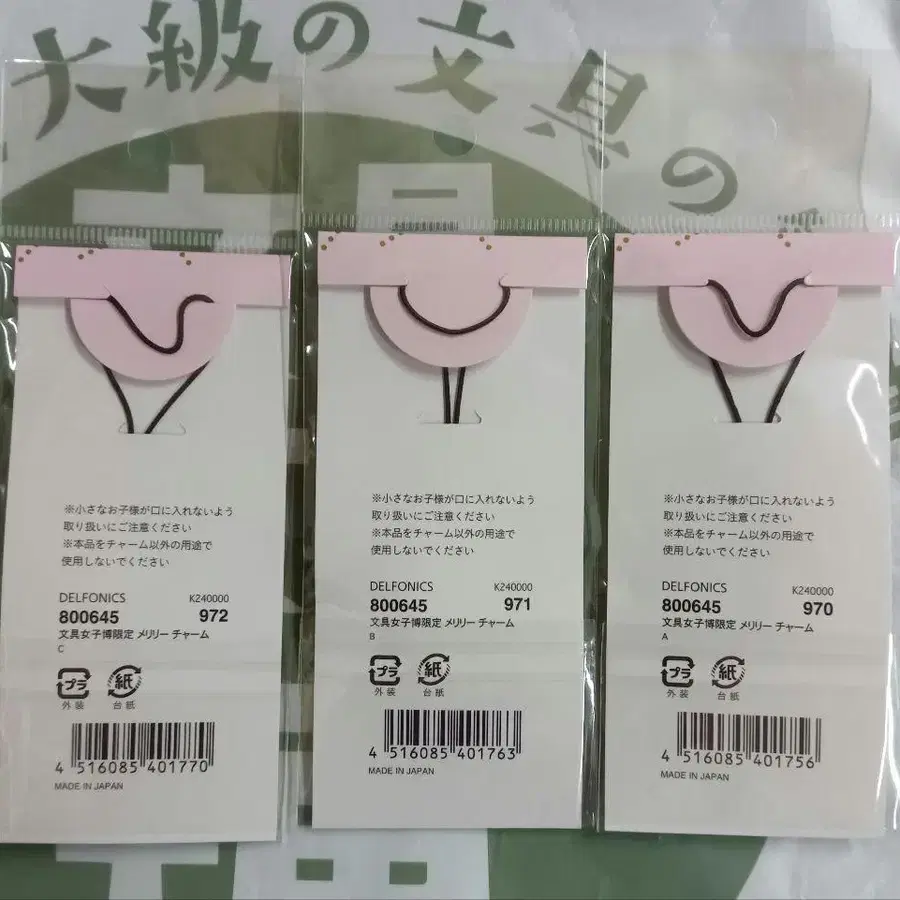 大級の文具の
※小さなお子様が口に入れないよう
取り扱いにご注意ください
※本品をチャーム以外の用途で
使用しないでください
DELFONICS K240000
800645 972
文具女子博限定 メリリー チャーム
C
プラ 紙
外装 台紙
4 516085 401770
MADE IN JAPAN
※小さなお子様が口に入れないよう
取り扱いにご注意ください
※本品をチャーム以外の用途で
使用しないでください
DELFONICS K240000
800645 971
文具女子博限定 メリリー チャーム
B
プラ 紙
外装 台紙
4 516085 401763
MADE IN JAPAN
※小さなお子様が口に入れないよう
取り扱いにご注意ください
※本品をチャーム以外の用途で
使用しないでください
DELFONICS K240000
800645 970
文具女子博限定 メリリー チャーム
A
プラ 紙
外装 台紙
4 516085 401756
MADE IN JAPAN